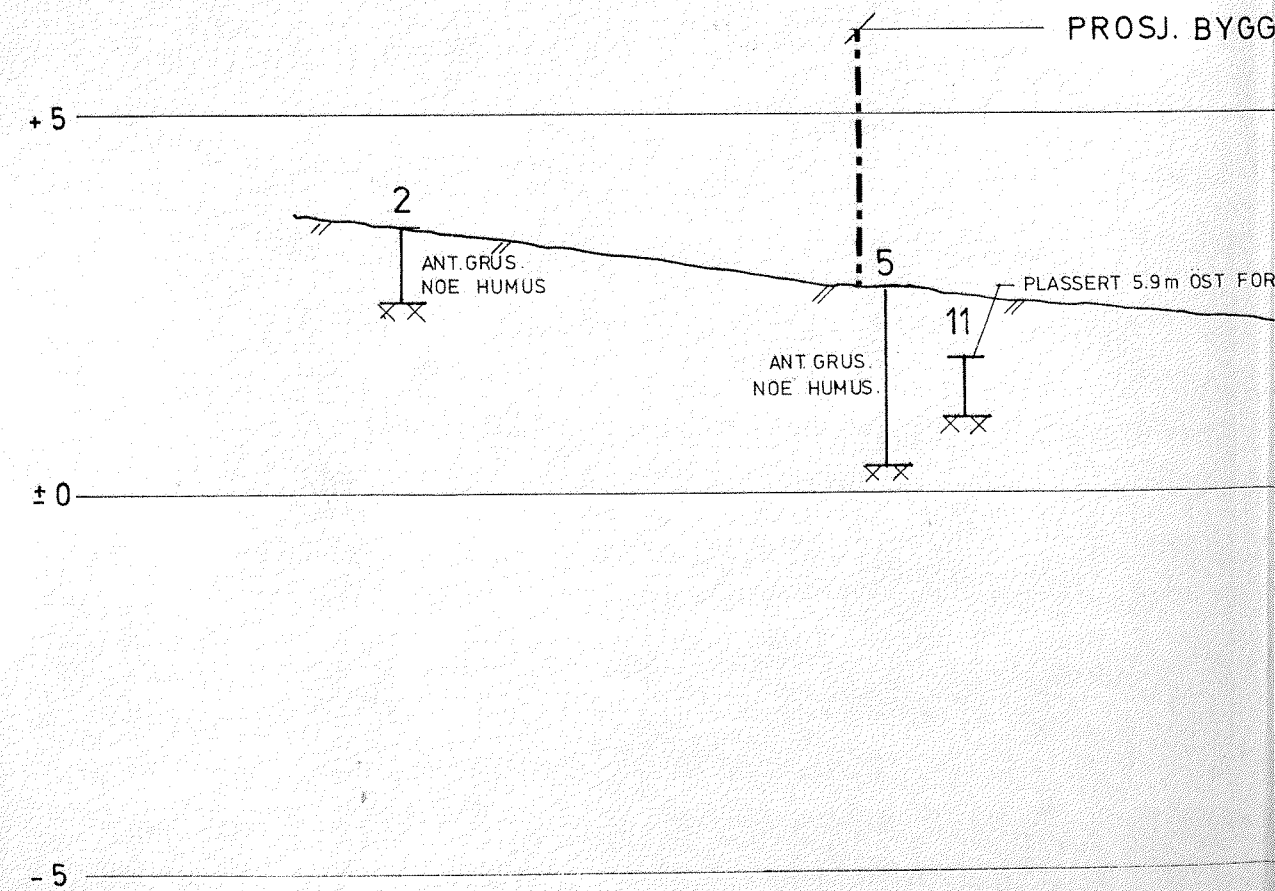 PROSJ. BYGG
+ 5
2
ANT. GRUS.
NOE HUMUS
5
PLASSERT 5.9 m OST FOR
11
ANT. GRUS.
NOE HUMUS.
± 0
- 5